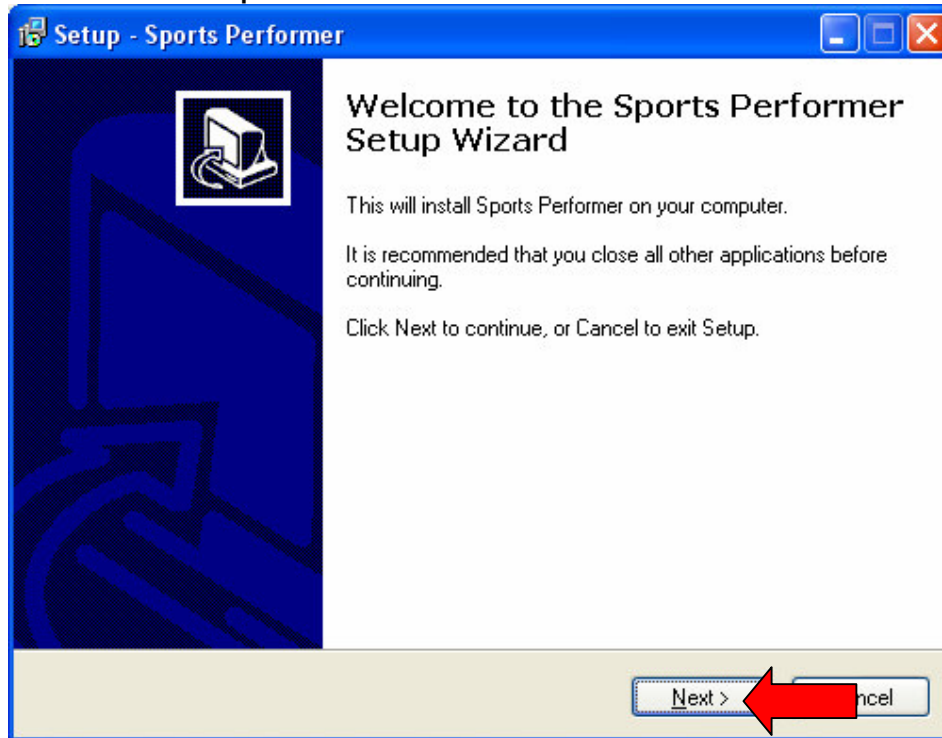 Setup - Sports Performer
Welcome to the Sports Performer
Setup Wizard
This will install Sports Performer on your computer.
It is recommended that you close all other applications before
continuing.
Click Next to continue, or Cancel to exit Setup.
Next >
ncel